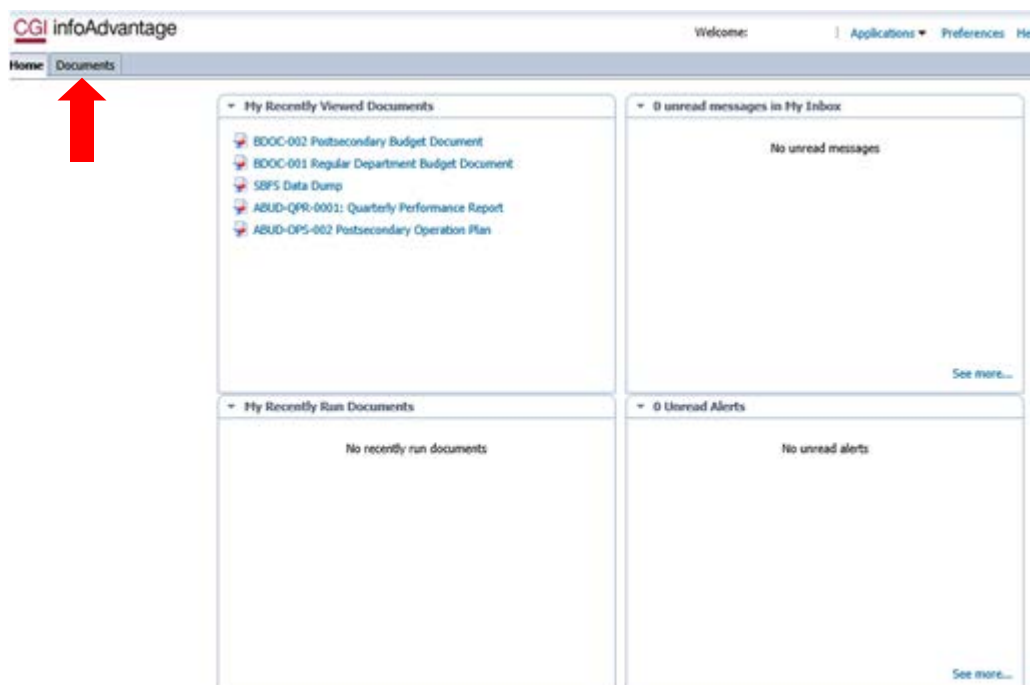 CGI infoAdvantage
Welcome: | Applications Preferences He
Home Documents
My Recently Viewed Documents
BDOC-002 Postsecondary Budget Document
BDOC-001 Regular Department Budget Document
SBFS Data Dump
ABUD-QPR-0001: Quarterly Performance Report
ABUD-OPS-002 Postsecondary Operation Plan
0 unread messages in My Inbox
No unread messages
See more...
My Recently Run Documents
No recently run documents
0 Unread Alerts
No unread alerts
See more...